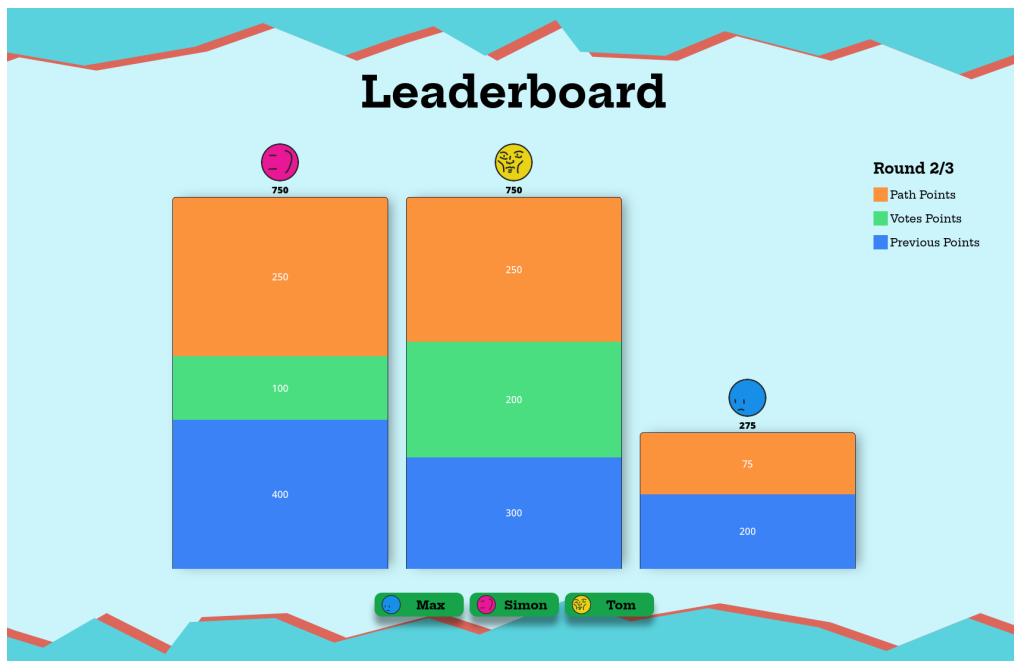 Leaderboard
750
750
Round 2/3
Path Points
Votes Points
Previous Points
250
250
100
200
275
75
400
300
200
Max
Simon
Tom